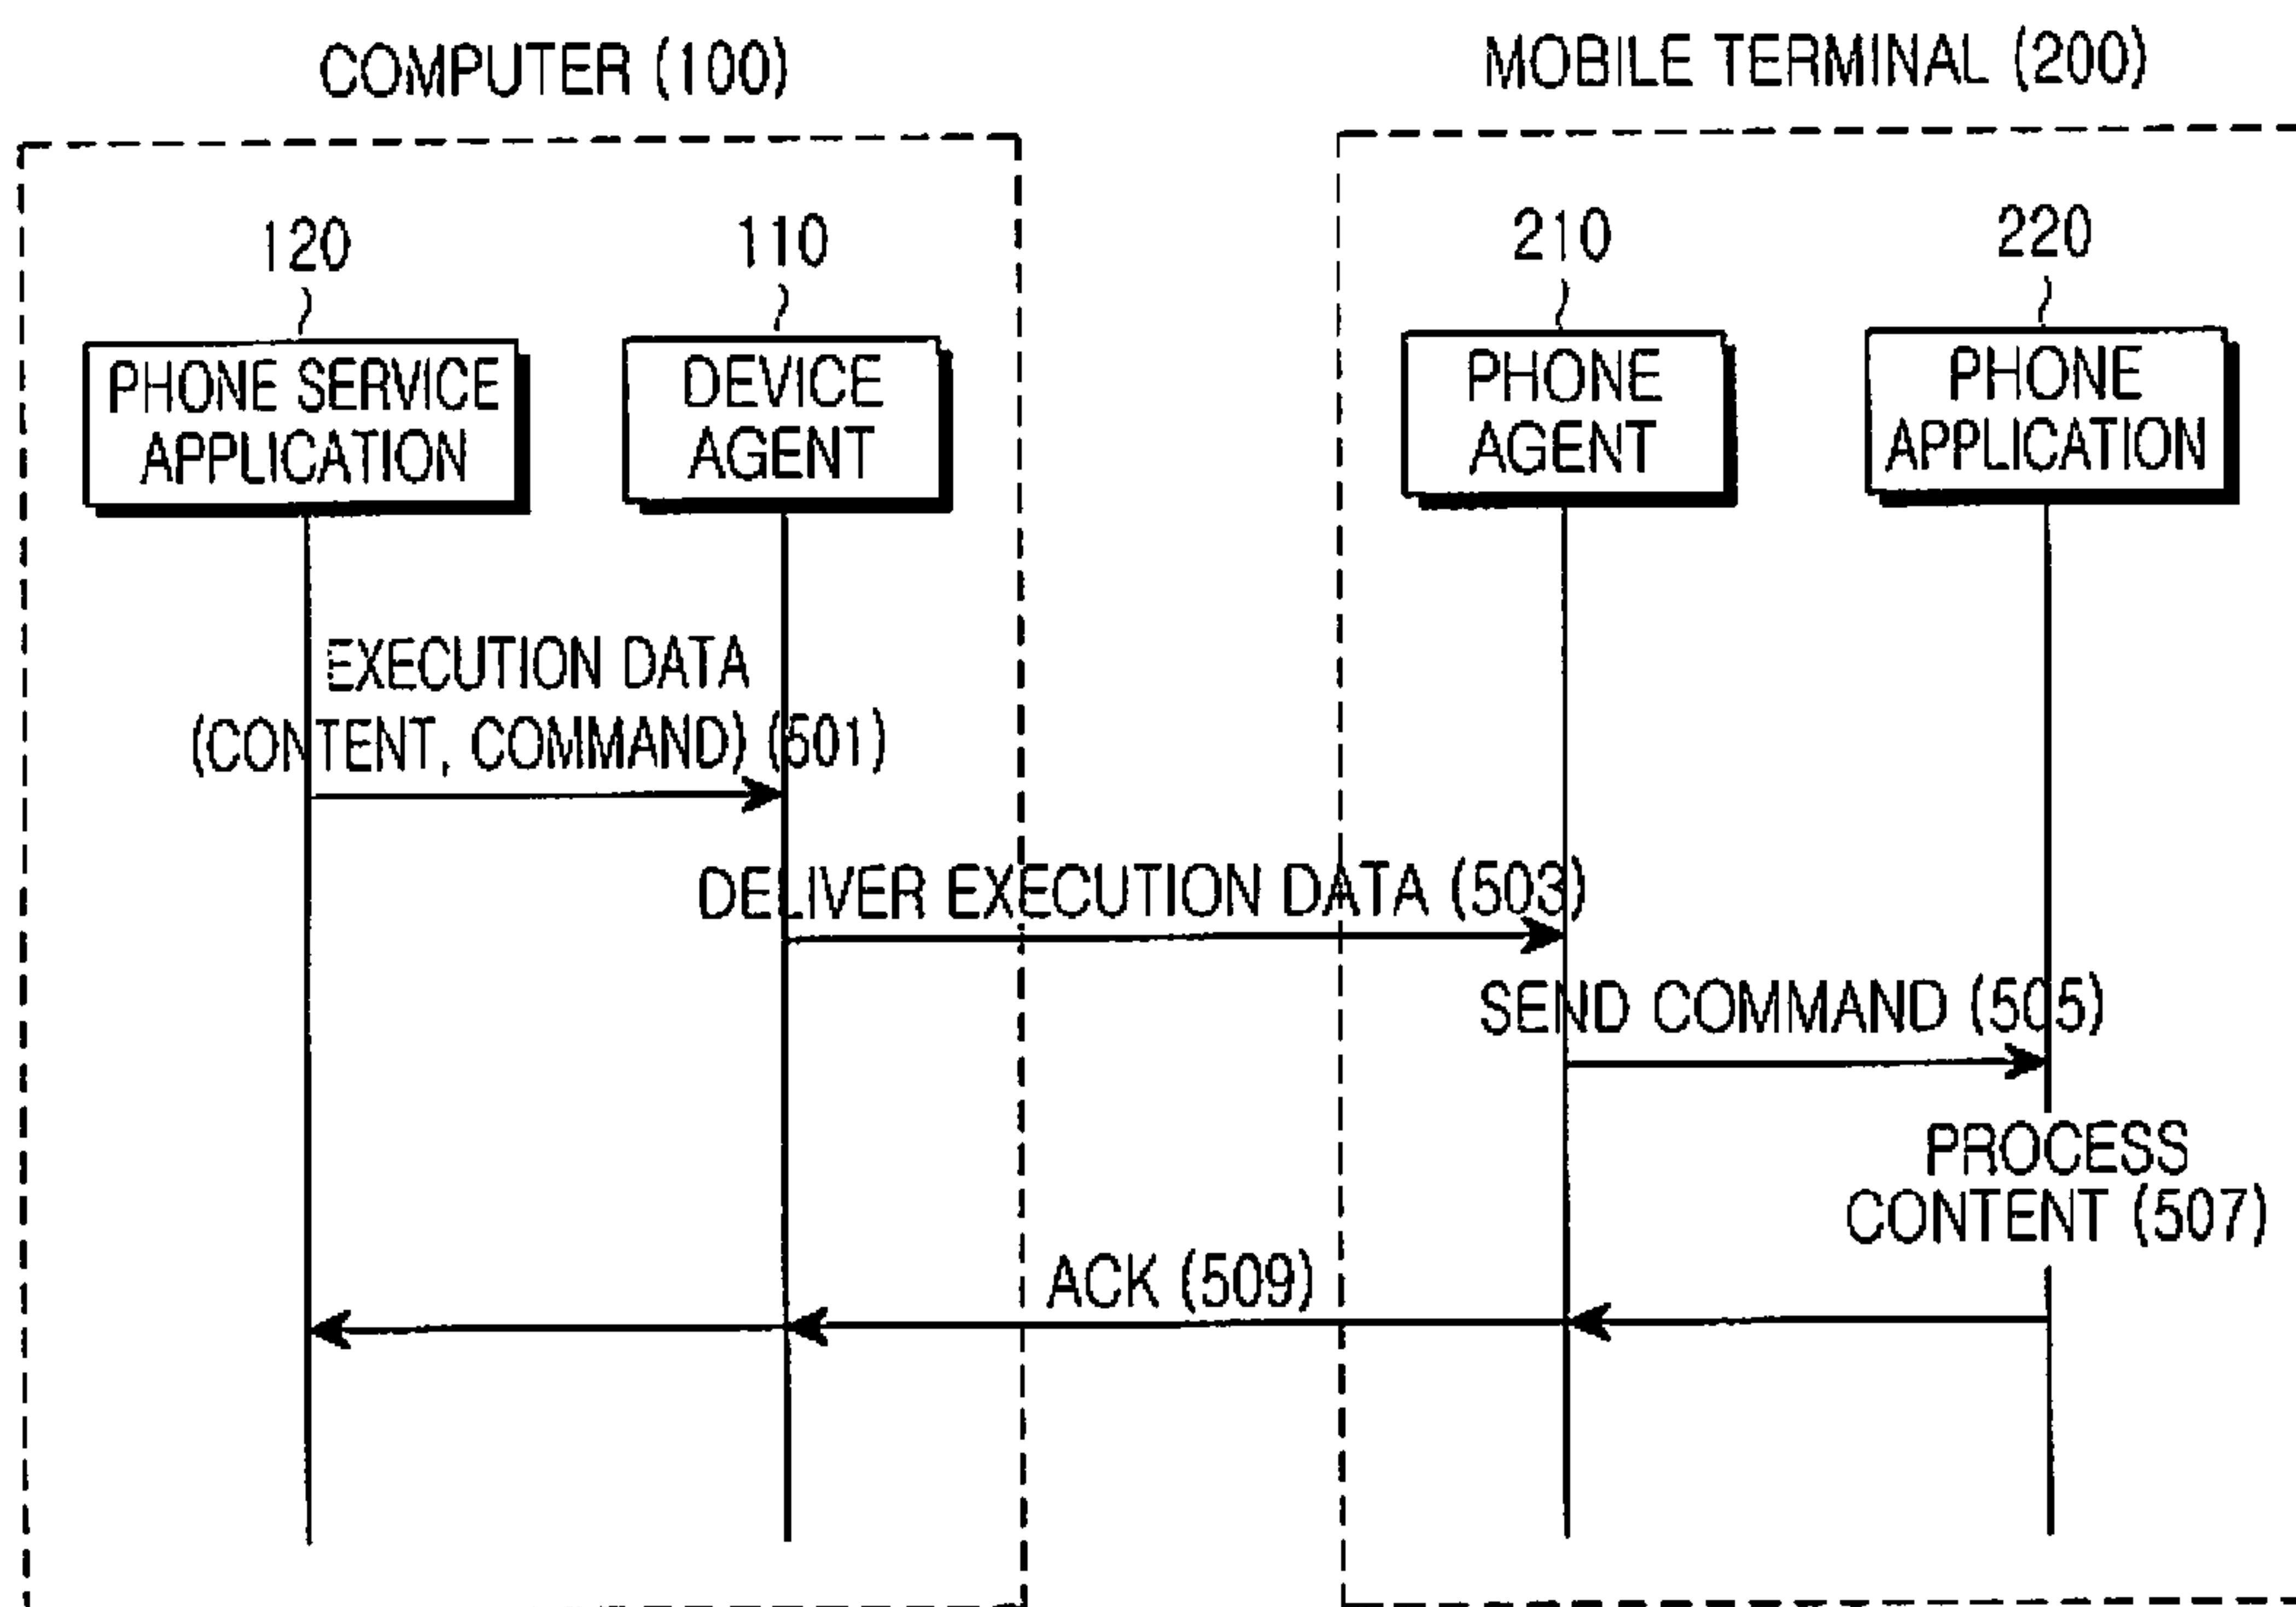 COMPUTER (100)
MOBILE TERMINAL (200)
120
110
210
220
PHONE SERVICE
APPLICATION
DEVICE
AGENT
PHONE
AGENT
PHONE
APPLICATION
EXECUTION DATA
(CONTENT, COMMAND) (501)
DELIVER EXECUTION DATA (503)
SEND COMMAND (505)
PROCESS
CONTENT (507)
ACK (509)